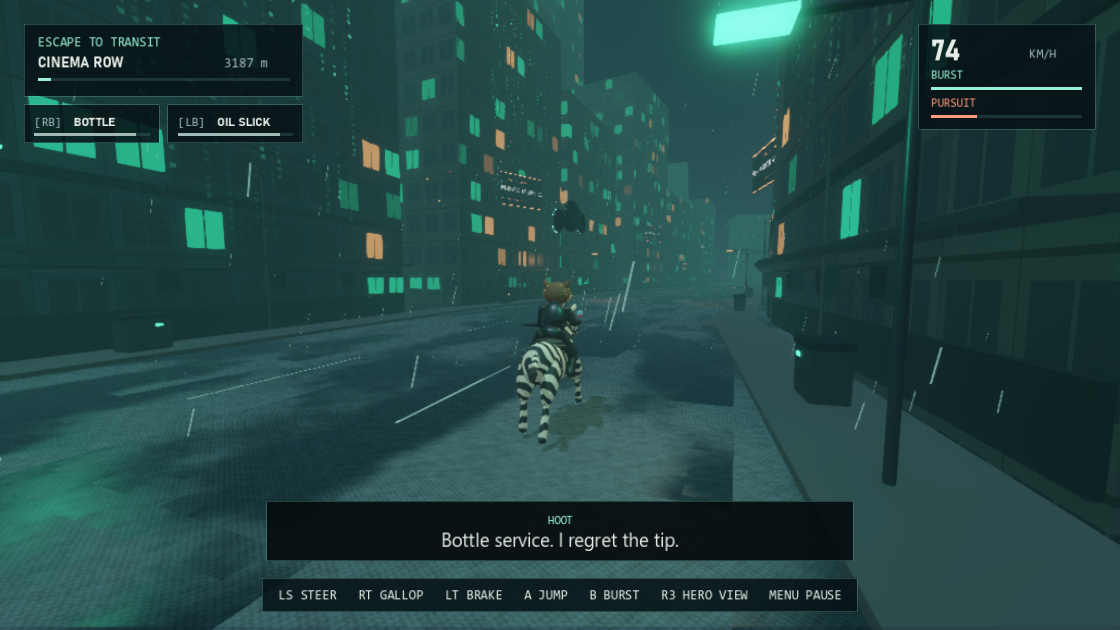 ESCAPE TO TRANSIT
CINEMA ROW 3187 m
[RB] BOTTLE [LB] OIL SLICK
74 KM/H
BURST
PURSUIT
HOOT
Bottle service. I regret the tip.
LS STEER RT GALLOP LT BRAKE A JUMP B BURST R3 HERO VIEW MENU PAUSE